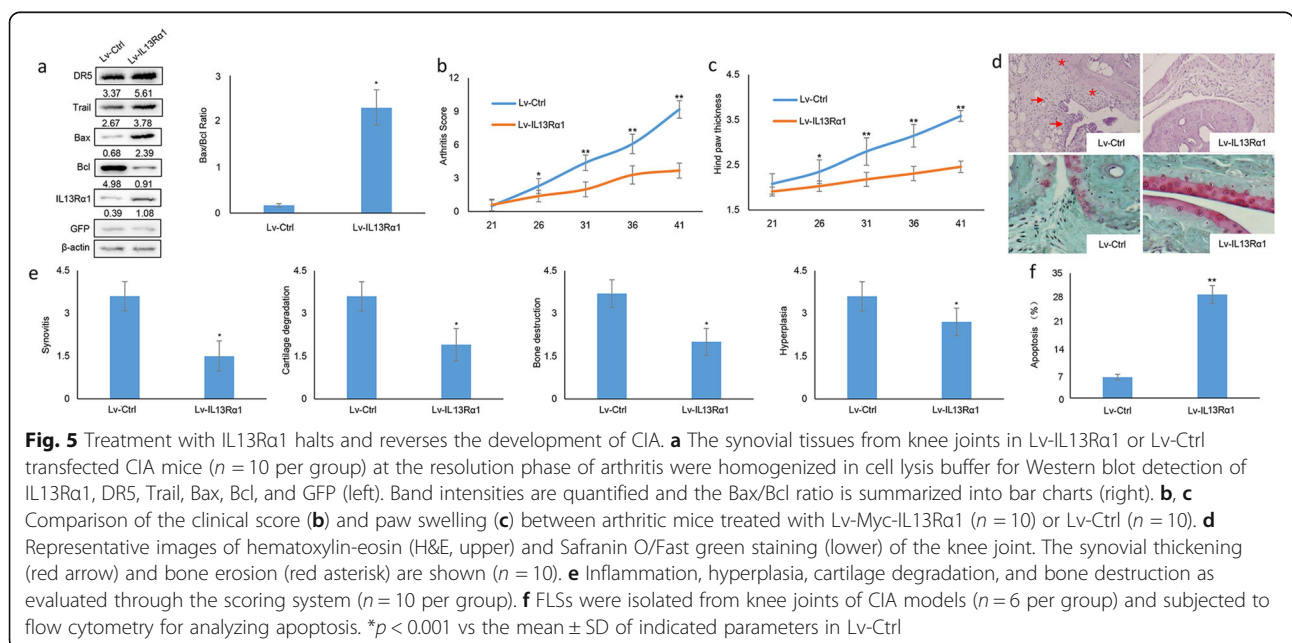 a
Lv-Ctrl
Lv-IL13Rα1
DR5
3.37 5.61
Trail
2.67 3.78
Bax
0.68 2.39
Bcl
4.98 0.91
IL13Rα1
0.39 1.08
GFP
β-actin
Bax/Bcl Ratio
3
2
1
0
*
Lv-Ctrl Lv-IL13Rα1
b
Arthritis Score
12
9
6
3
0
Lv-Ctrl
Lv-IL13Rα1
* ** ** **
21 26 31 36 41
c
Hind paw thickness
4.5
3.5
2.5
1.5
Lv-Ctrl
Lv-IL13Rα1
* ** ** **
21 26 31 36 41
d
* *
Lv-Ctrl Lv-IL13Rα1
Lv-Ctrl Lv-IL13Rα1
e
Synovitis
4.5
3
1.5
0
*
Lv-Ctrl Lv-IL13Rα1
Cartilage degradation
4.5
3
1.5
0
*
Lv-Ctrl Lv-IL13Rα1
Bone destruction
4.5
3
1.5
0
*
Lv-Ctrl Lv-IL13Rα1
Hyperplasia
4.5
3
1.5
0
*
Lv-Ctrl Lv-IL13Rα1
f
Apoptosis （%）
35
28
21
14
7
0
**
Lv-Ctrl Lv-IL13Rα1
Fig. 5 Treatment with IL13Rα1 halts and reverses the development of CIA. a The synovial tissues from knee joints in Lv-IL13Rα1 or Lv-Ctrl
transfected CIA mice (n = 10 per group) at the resolution phase of arthritis were homogenized in cell lysis buffer for Western blot detection of
IL13Rα1, DR5, Trail, Bax, Bcl, and GFP (left). Band intensities are quantified and the Bax/Bcl ratio is summarized into bar charts (right). b, c
Comparison of the clinical score (b) and paw swelling (c) between arthritic mice treated with Lv-Myc-IL13Rα1 (n = 10) or Lv-Ctrl (n = 10). d
Representative images of hematoxylin-eosin (H&E, upper) and Safranin O/Fast green staining (lower) of the knee joint. The synovial thickening
(red arrow) and bone erosion (red asterisk) are shown (n = 10). e Inflammation, hyperplasia, cartilage degradation, and bone destruction as
evaluated through the scoring system (n = 10 per group). f FLSs were isolated from knee joints of CIA models (n = 6 per group) and subjected to
flow cytometry for analyzing apoptosis. *p < 0.001 vs the mean ± SD of indicated parameters in Lv-Ctrl